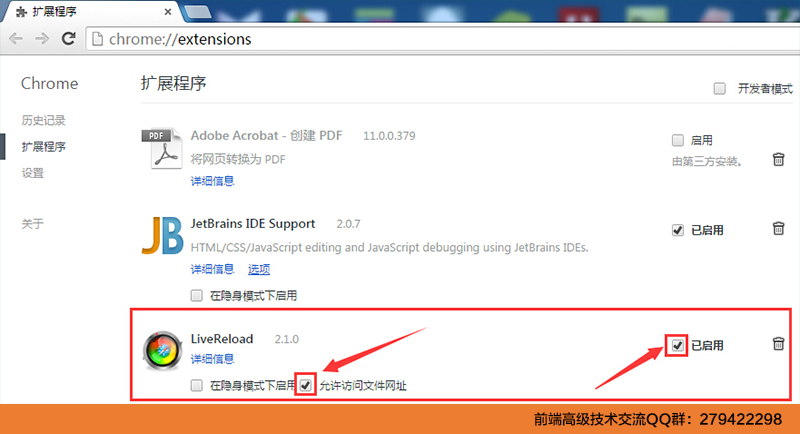 扩展程序
chrome://extensions
Chrome
历史记录
扩展程序
设置
关于
扩展程序
开发者模式
PDF
Adobe Acrobat - 创建 PDF 11.0.0.379
将网页转换为 PDF
详细信息
启用
由第三方安装。
JB
JetBrains IDE Support 2.0.7
HTML/CSS/JavaScript editing and JavaScript debugging using JetBrains IDEs.
详细信息 选项
在隐身模式下启用
已启用
LiveReload 2.1.0
详细信息
在隐身模式下启用 允许访问文件网址
已启用
前端高级技术交流QQ群：279422298